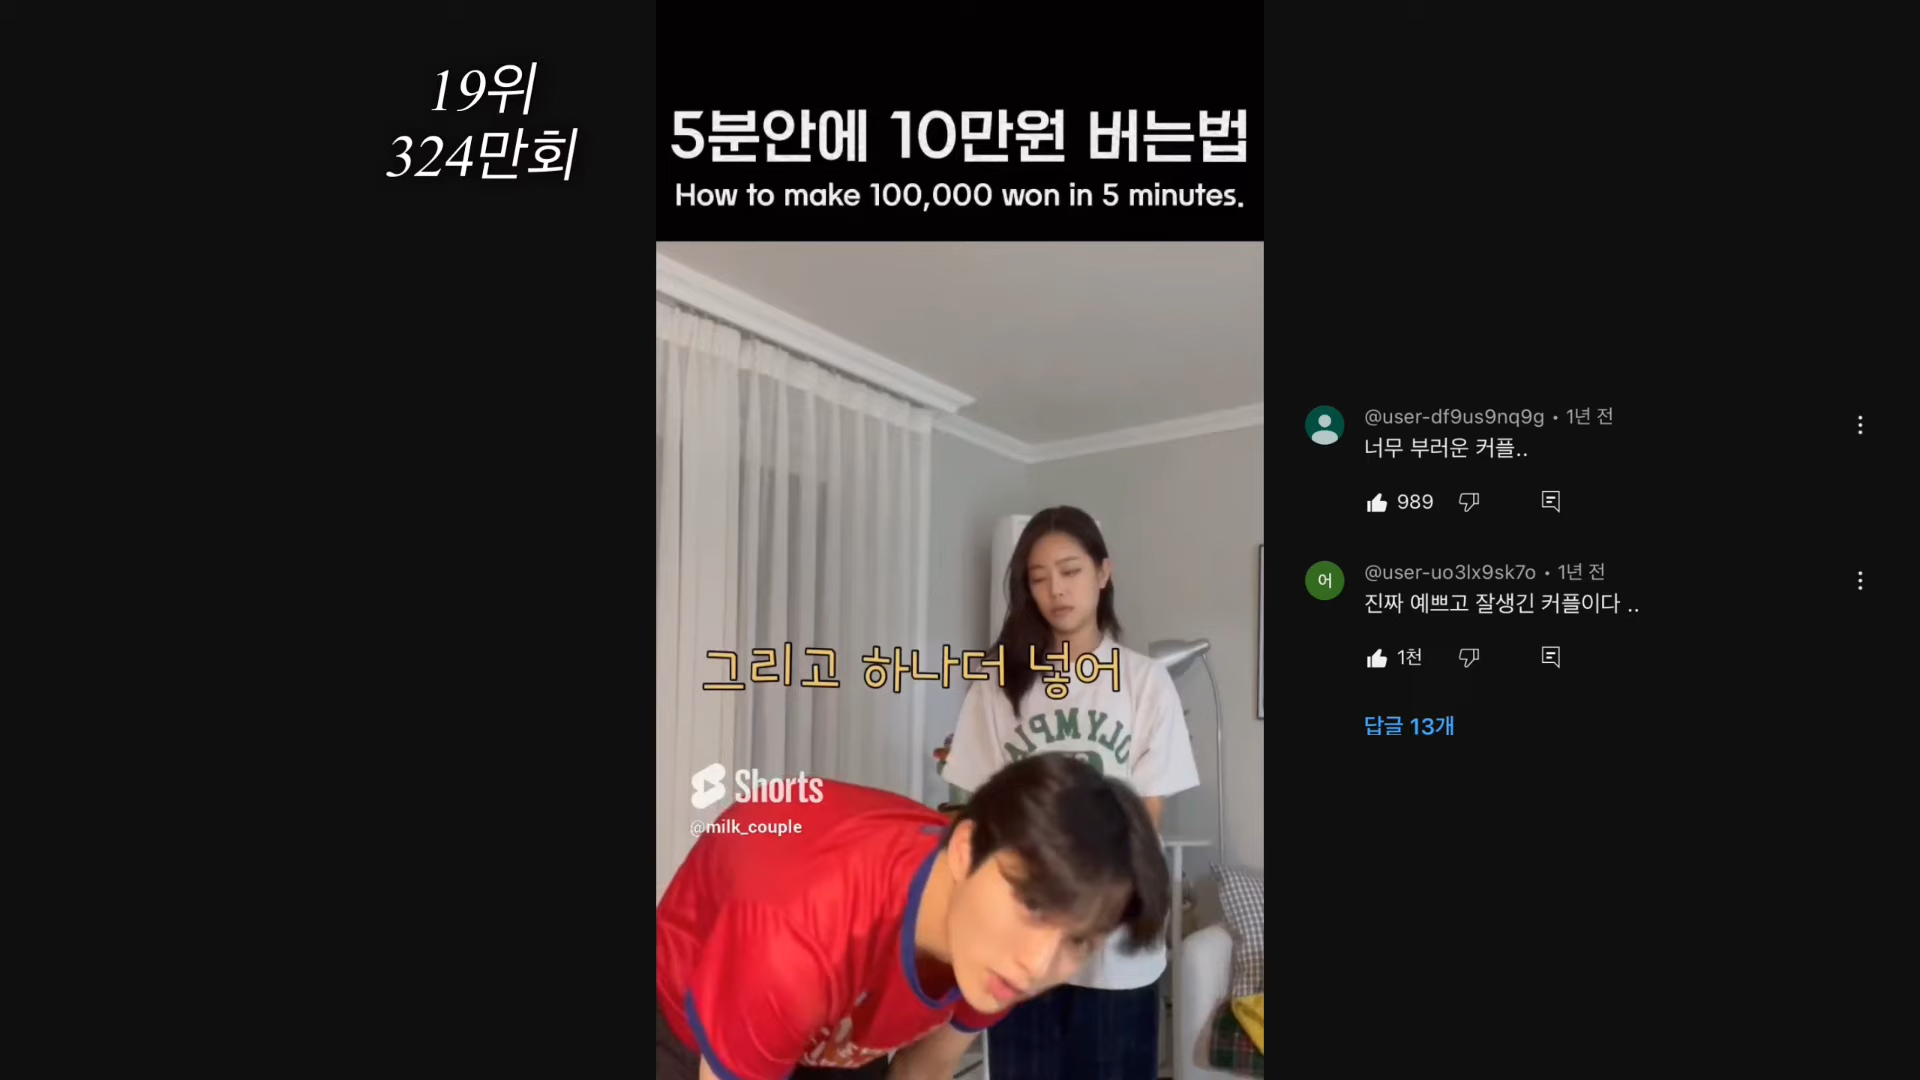 19위
324만회
5분안에 10만원 버는법
How to make 100,000 won in 5 minutes.
그리고 하나더 넣어
OLYMPIA
Shorts
@milk_couple
@user-df9us9nq9g • 1년 전
너무 부러운 커플..
989
어
@user-uo3lx9sk7o • 1년 전
진짜 예쁘고 잘생긴 커플이다 ..
1천
답글 13개